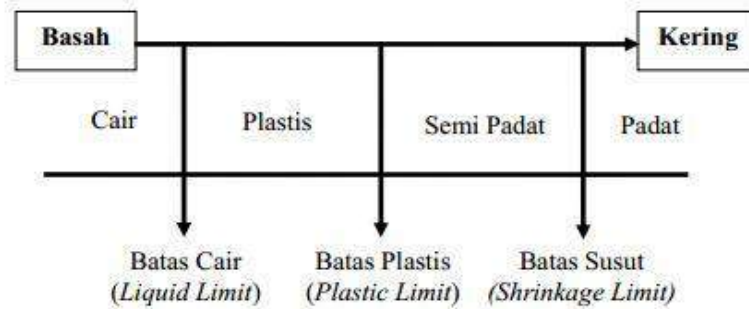 Basah
Kering
Cair
Plastis
Semi Padat
Padat
Batas Cair
(Liquid Limit)
Batas Plastis
(Plastic Limit)
Batas Susut
(Shrinkage Limit)